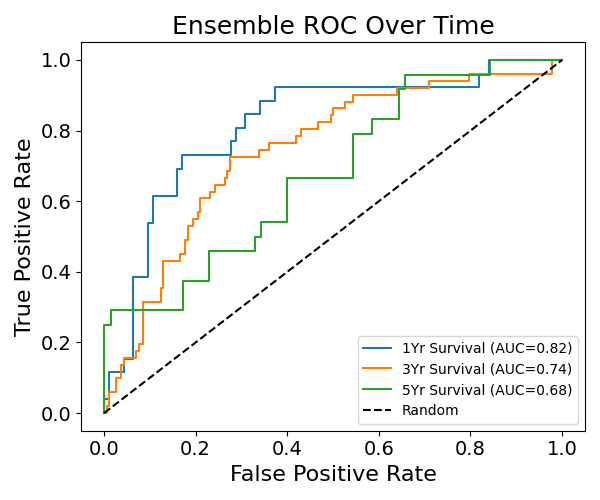 Ensemble ROC Over Time
True Positive Rate
1.0
0.8
0.6
0.4
0.2
0.0
0.0 0.2 0.4 0.6 0.8 1.0
False Positive Rate
1Yr Survival (AUC=0.82)
3Yr Survival (AUC=0.74)
5Yr Survival (AUC=0.68)
Random